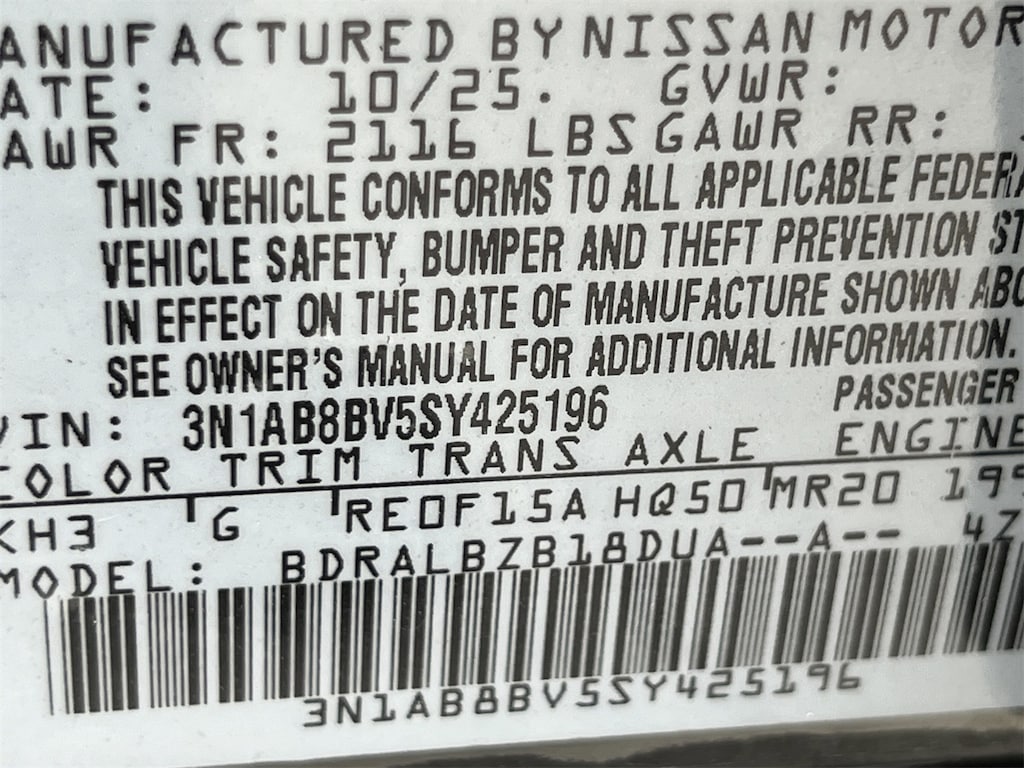 ANUFACTURED BY NISSAN MOTOR
ATE: 10/25. GVWR:
AWR FR: 2116 LBS GAWR RR:
THIS VEHICLE CONFORMS TO ALL APPLICABLE FEDERA
VEHICLE SAFETY, BUMPER AND THEFT PREVENTION ST
IN EFFECT ON THE DATE OF MANUFACTURE SHOWN ABO
SEE OWNER'S MANUAL FOR ADDITIONAL INFORMATION.
VIN: 3N1AB8BV5SY425196 PASSENGER
COLOR TRIM TRANS AXLE ENGINE
KH3 G RE0F15A HQ50 MR20 199
MODEL: BDRALBZB18DUA--A-- 4Z
3N1AB8BV5SY425196